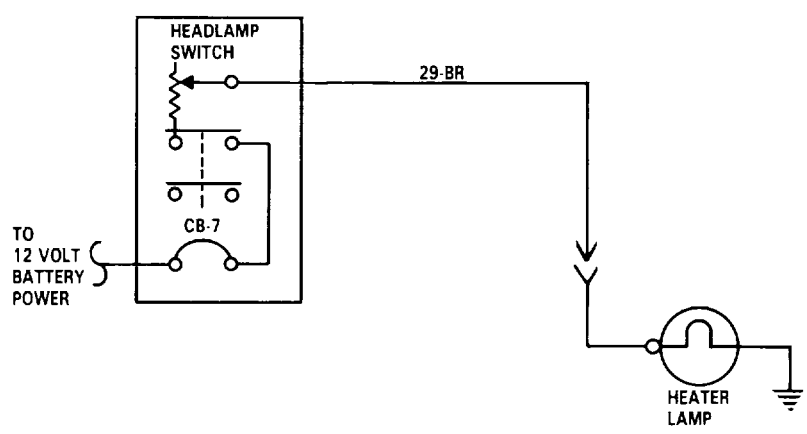 HEADLAMP
SWITCH
29-BR
CB-7
TO
12 VOLT
BATTERY
POWER
HEATER
LAMP